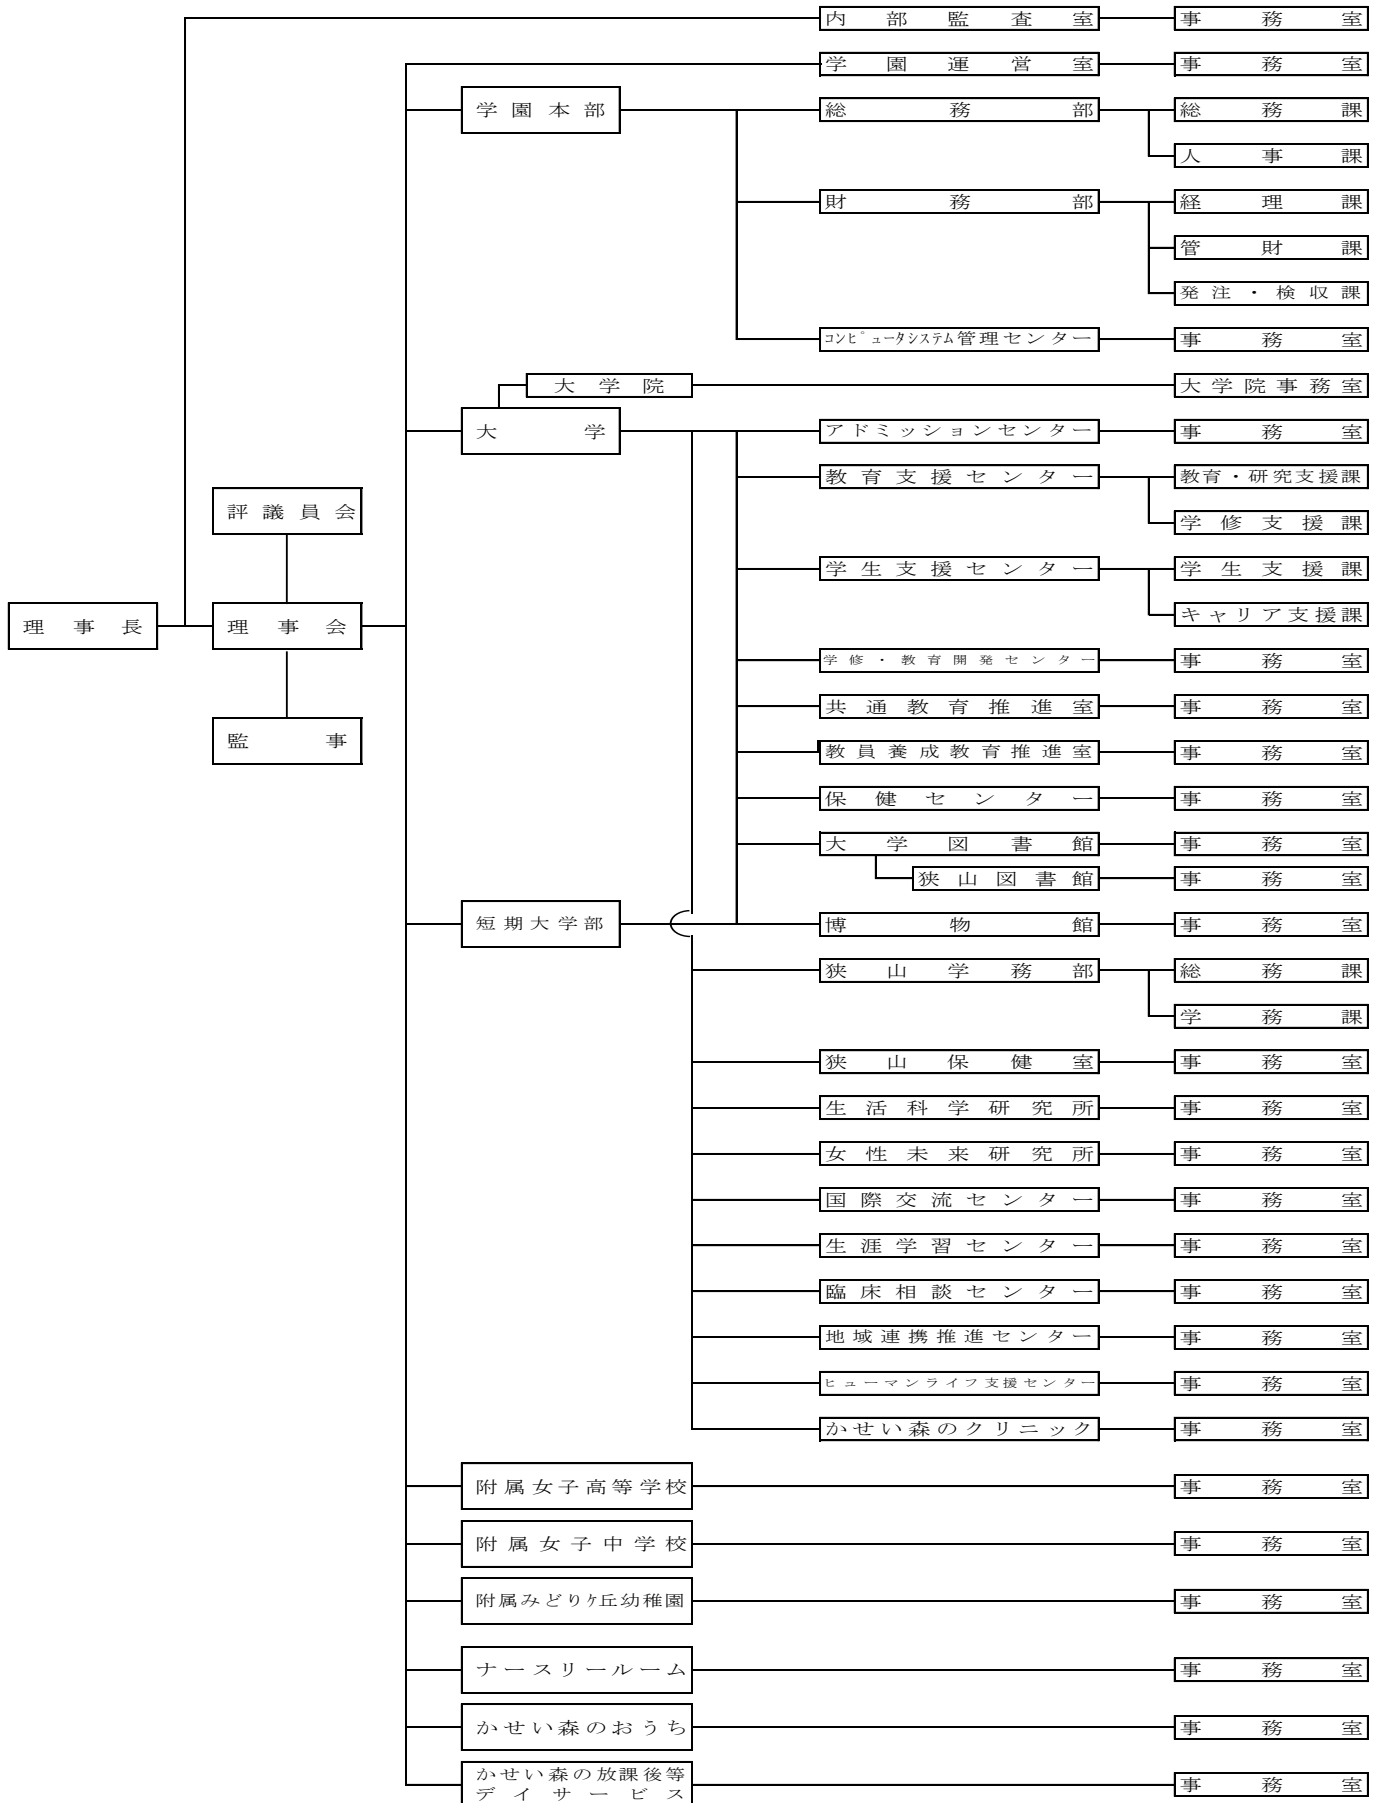 内部監査室 事務室
学園運営室 事務室
学園本部 総務部 総務課
人事課
財務部 経理課
管財課
発注・検収課
コンピュータシステム管理センター 事務室
大学院 大学院事務室
大学 アドミッションセンター 事務室
教育支援センター 教育・研究支援課
評議員会 学修支援課
学生支援センター 学生支援課
キャリア支援課
理事長 理事会
学修・教育開発センター 事務室
共通教育推進室 事務室
監事
教員養成教育推進室 事務室
保健センター 事務室
大学図書館 事務室
狭山図書館 事務室
短期大学部 博物館 事務室
狭山学務部 総務課
学務課
狭山保健室 事務室
生活科学研究所 事務室
女性未来研究所 事務室
国際交流センター 事務室
生涯学習センター 事務室
臨床相談センター 事務室
地域連携推進センター 事務室
ヒューマンライフ支援センター 事務室
かせい森のクリニック 事務室
附属女子高等学校 事務室
附属女子中学校 事務室
附属みどりケ丘幼稚園 事務室
ナースリールーム 事務室
かせい森のおうち 事務室
かせい森の放課後等
デイサービス 事務室